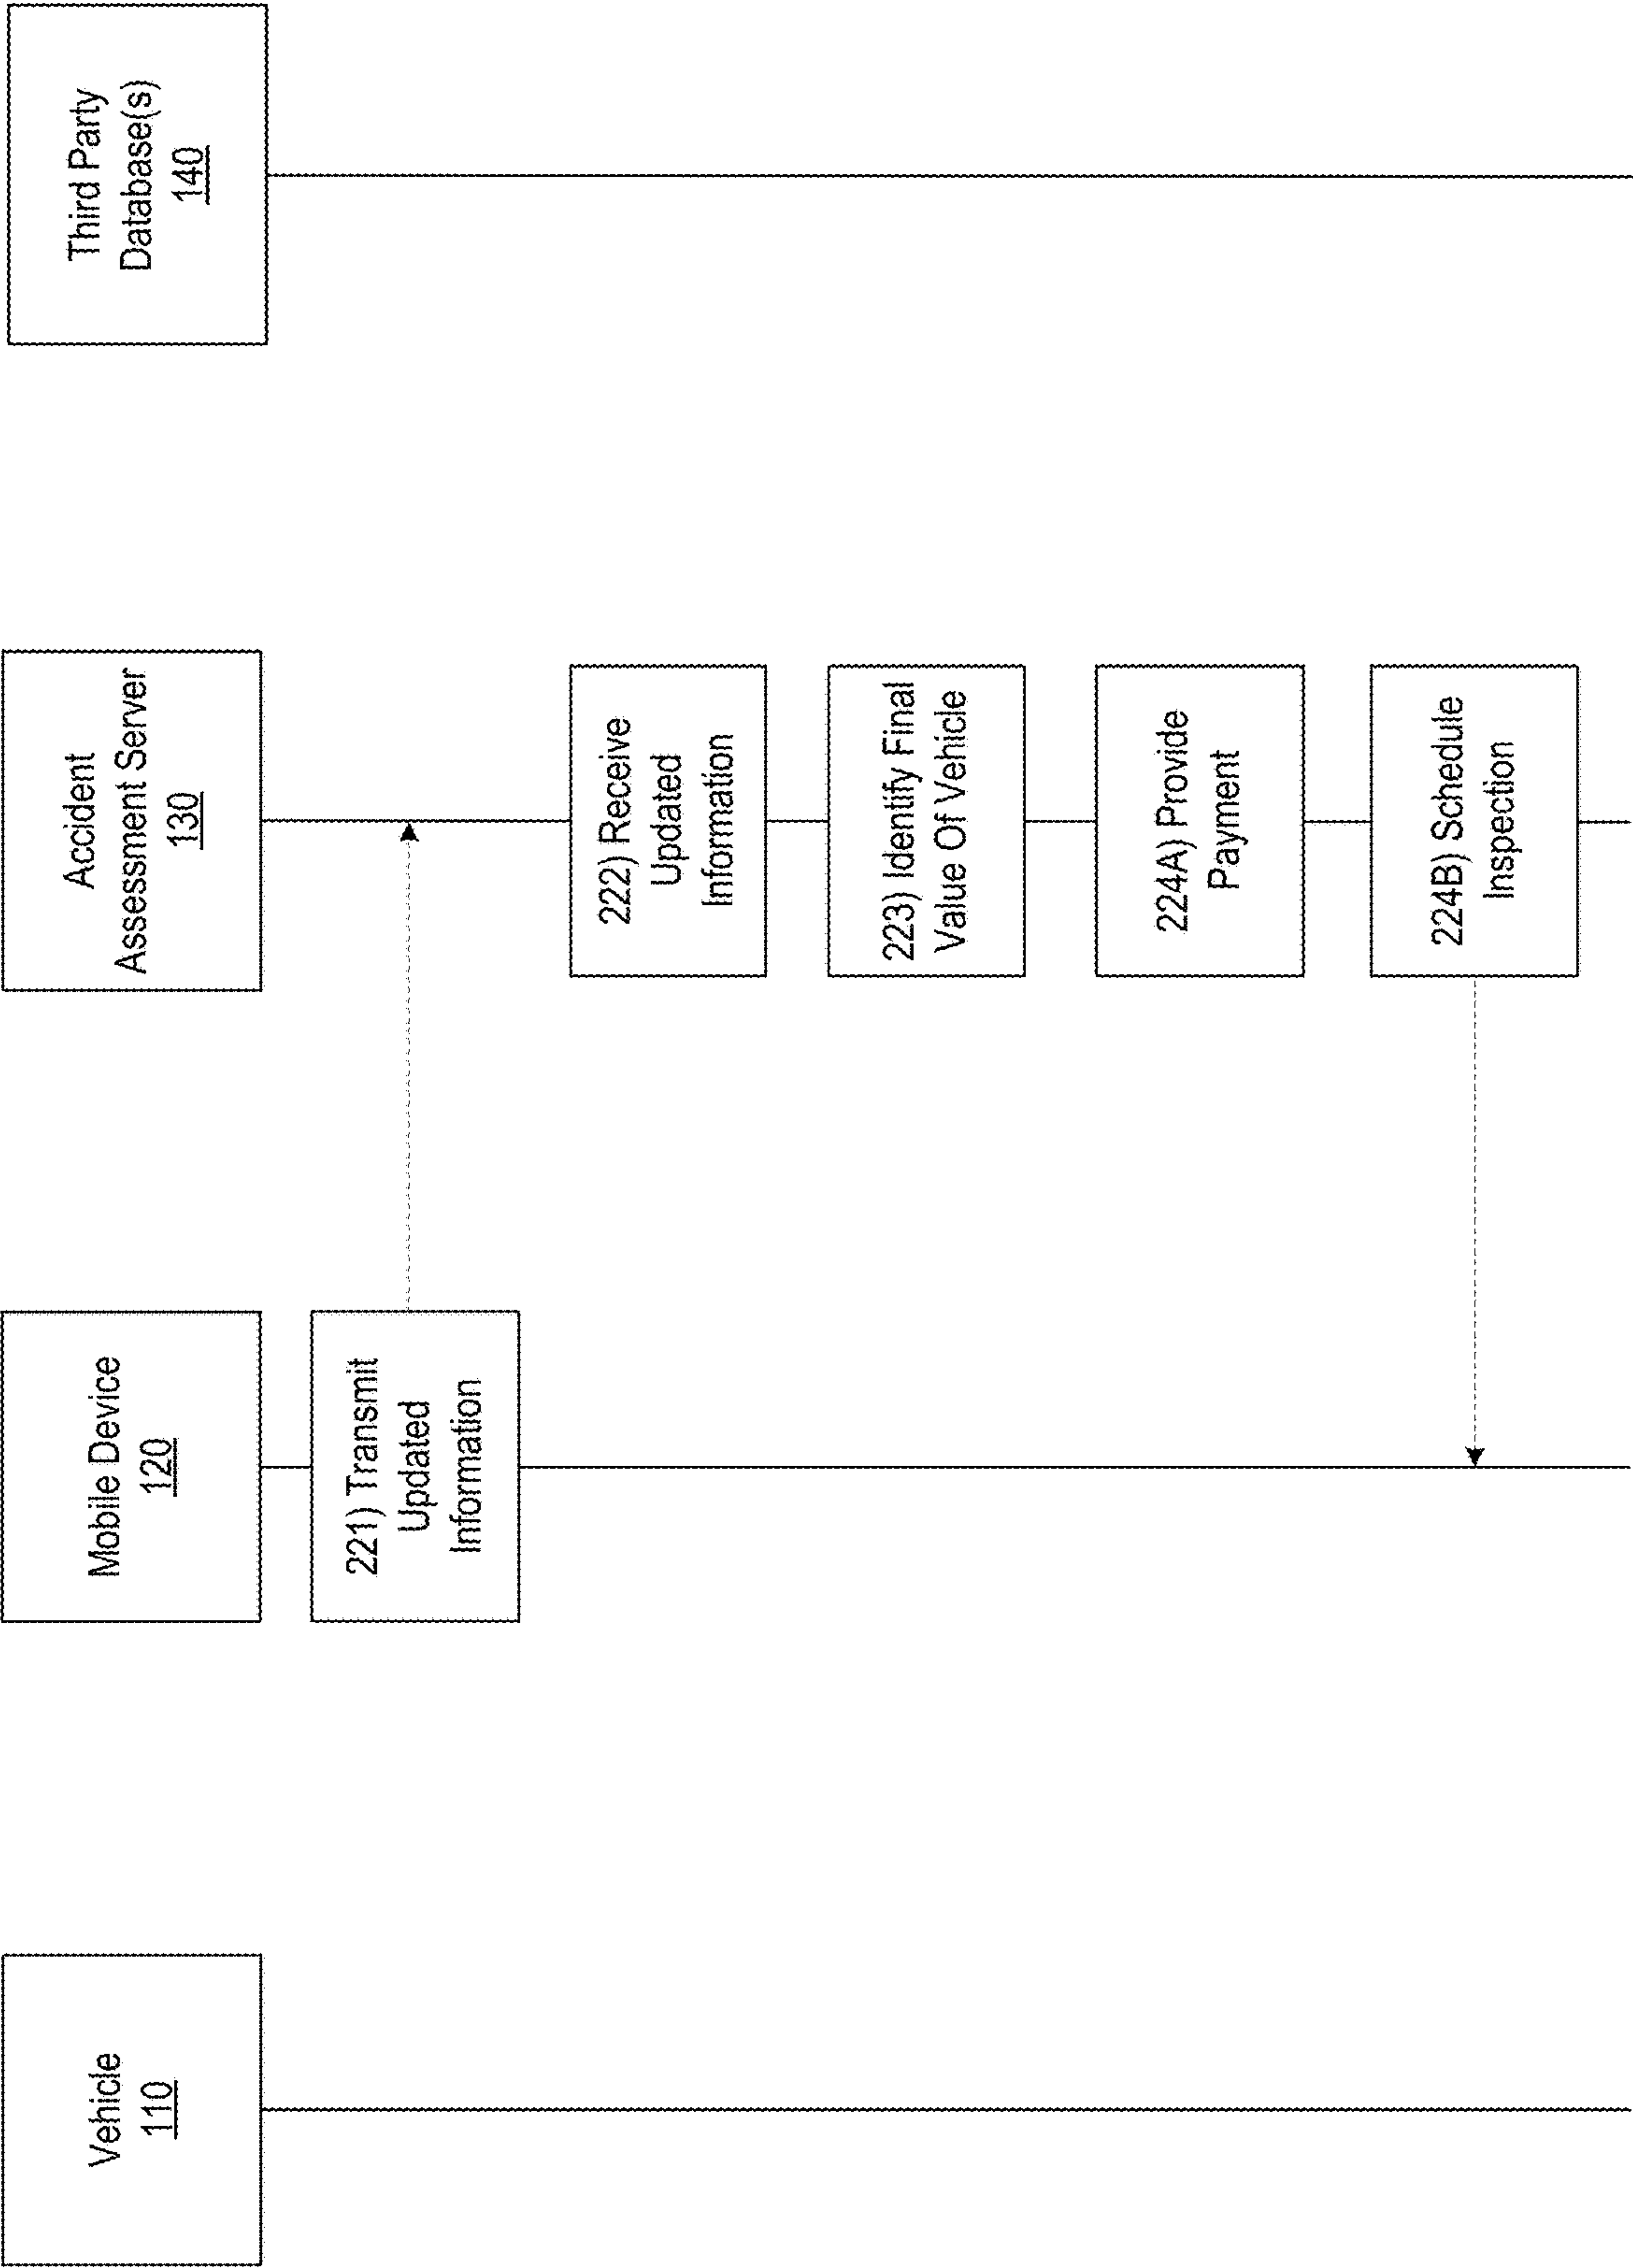 Vehicle
110
Mobile Device
120
Accident
Assessment Server
130
Third Party
Database(s)
140
221) Transmit
Updated
Information
222) Receive
Updated
Information
223) Identify Final
Value Of Vehicle
224A) Provide
Payment
224B) Schedule
Inspection